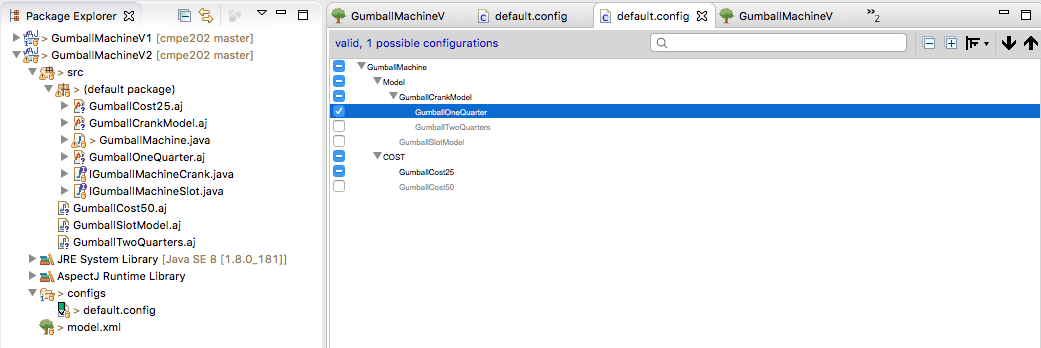 Package Explorer
> GumballMachineV1 [cmpe202 master]
> GumballMachineV2 [cmpe202 master]
> src
> (default package)
GumballCost25.aj
GumballCrankModel.aj
> GumballMachine.java
GumballOneQuarter.aj
IGumballMachineCrank.java
IGumballMachineSlot.java
GumballCost50.aj
GumballSlotModel.aj
GumballTwoQuarters.aj
JRE System Library [Java SE 8 [1.8.0_181]]
AspectJ Runtime Library
> configs
> default.config
> model.xml
GumballMachineV default.config default.config GumballMachineV »2
valid, 1 possible configurations
GumballMachine
Model
GumballCrankModel
GumballOneQuarter
GumballTwoQuarters
GumballSlotModel
COST
GumballCost25
GumballCost50